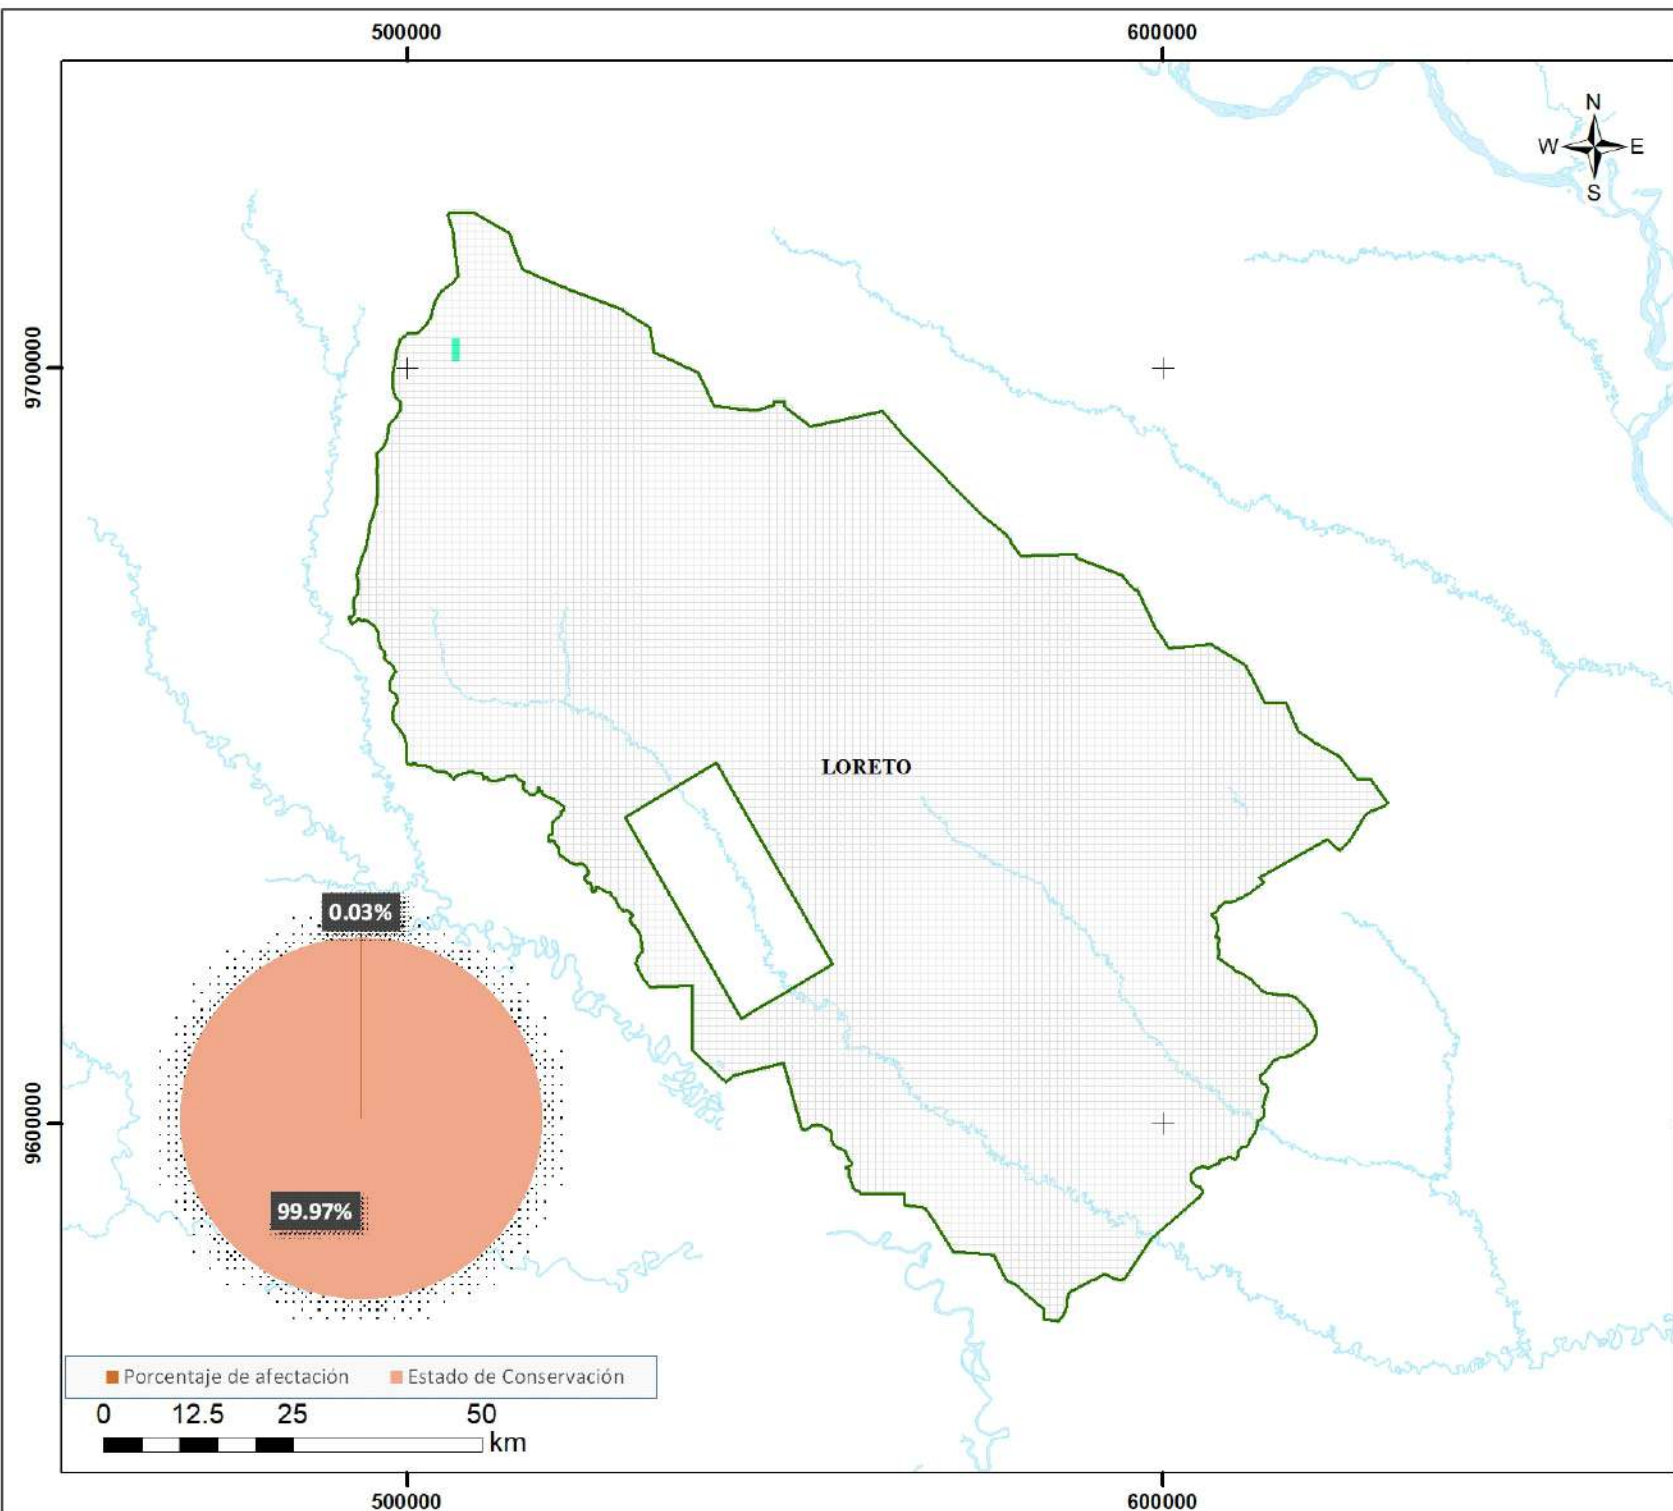 500000 600000
N
W E
S
9700000
LORETO
0.03%
9600000
99.97%
Porcentaje de afectación Estado de Conservación
0 12.5 25 50
km
500000 600000